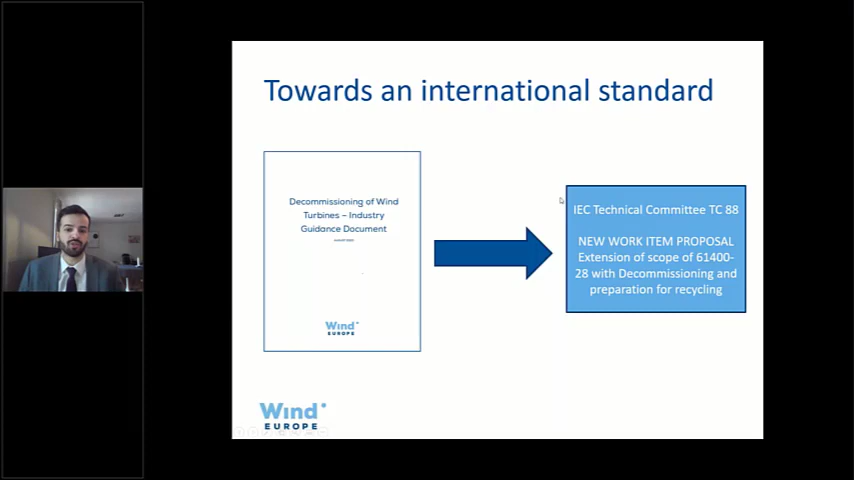 Towards an international standard
Decommissioning of Wind
Turbines – Industry
Guidance Document
Wind
EUROPE
IEC Technical Committee TC 88
NEW WORK ITEM PROPOSAL
Extension of scope of 61400-
28 with Decommissioning and
preparation for recycling
Wind
EUROPE